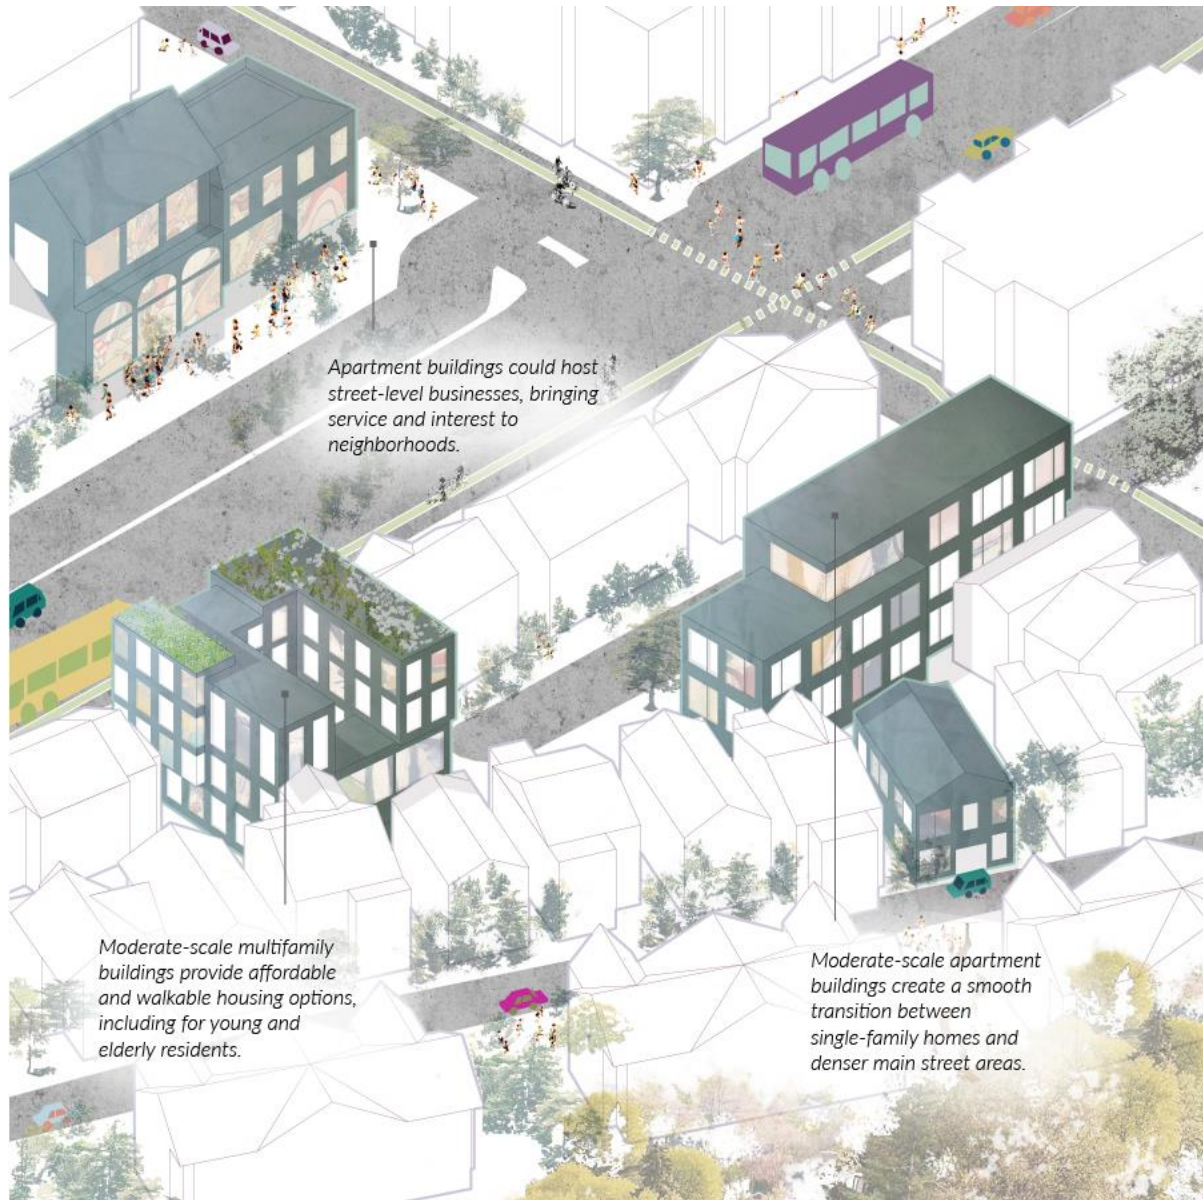 Apartment buildings could host
street-level businesses, bringing
service and interest to
neighborhoods.
Moderate-scale multifamily
buildings provide affordable
and walkable housing options,
including for young and
elderly residents.
Moderate-scale apartment
buildings create a smooth
transition between
single-family homes and
denser main street areas.